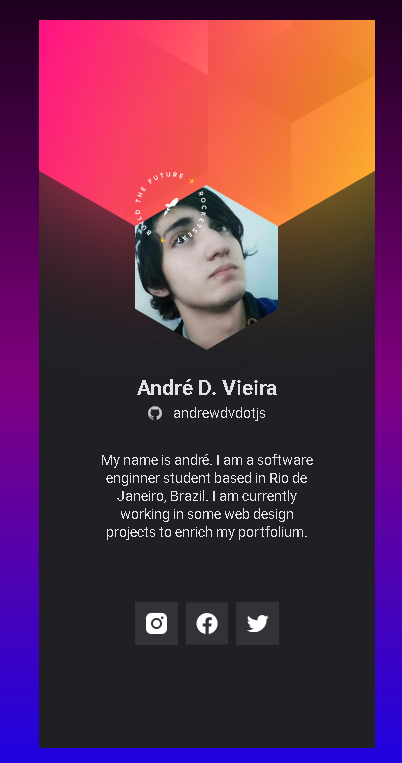 BUILD THE FUTURE
ROCKETSEAT
André D. Vieira
andrewdvdotjs
My name is andré. I am a software
enginner student based in Rio de
Janeiro, Brazil. I am currently
working in some web design
projects to enrich my portfolium.